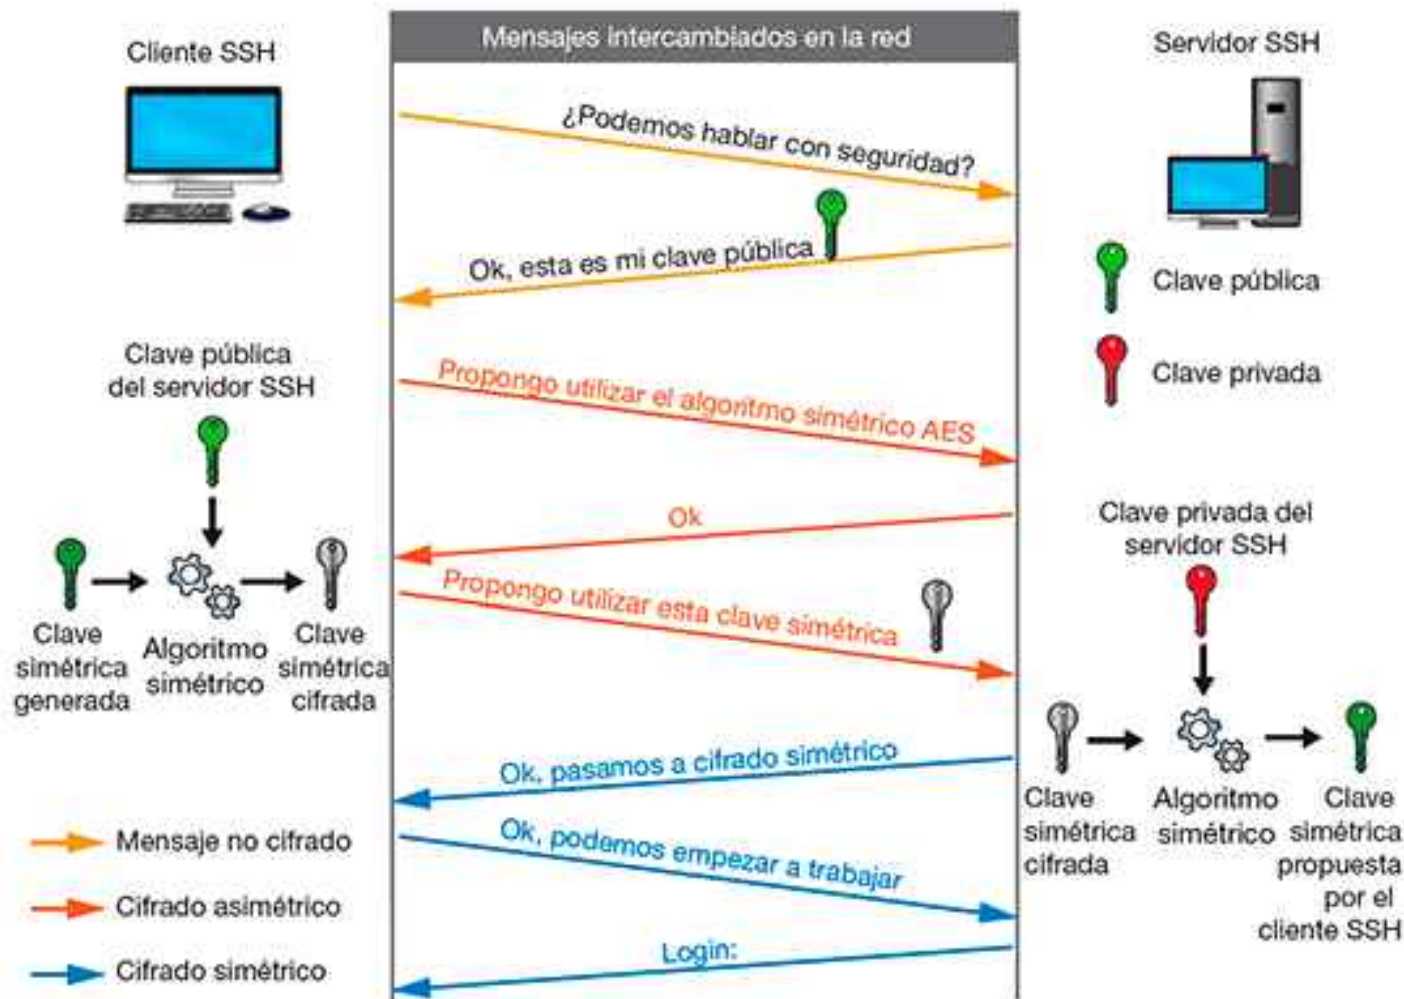 Mensajes intercambiados en la red
Cliente SSH
Servidor SSH
¿Podemos hablar con seguridad?
Ok, esta es mi clave pública
Clave pública
Clave privada
Clave pública
del servidor SSH
Propongo utilizar el algoritmo simétrico AES
Ok
Clave privada del
servidor SSH
Propongo utilizar esta clave simétrica
Clave
simétrica
generada
Algoritmo
simétrico
Clave
simétrica
cifrada
Ok, pasamos a cifrado simétrico
Clave
simétrica
cifrada
Algoritmo
simétrico
Clave
simétrica
propuesta
por el
cliente SSH
Ok, podemos empezar a trabajar
Login:
Mensaje no cifrado
Cifrado asimétrico
Cifrado simétrico